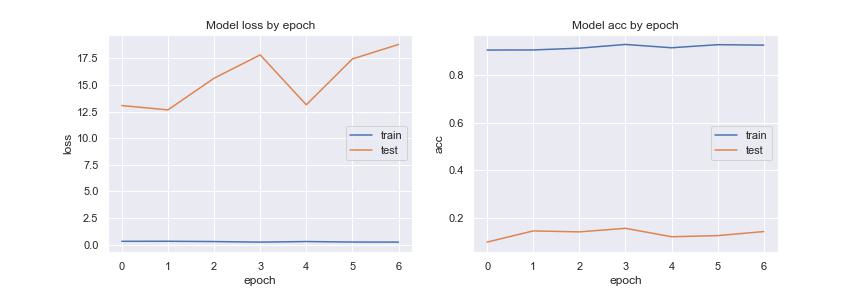 Model loss by epoch
17.5
15.0
12.5
10.0
7.5
5.0
2.5
0.0
loss
train
test
0 1 2 3 4 5 6
epoch
Model acc by epoch
0.8
0.6
0.4
0.2
acc
train
test
0 1 2 3 4 5 6
epoch